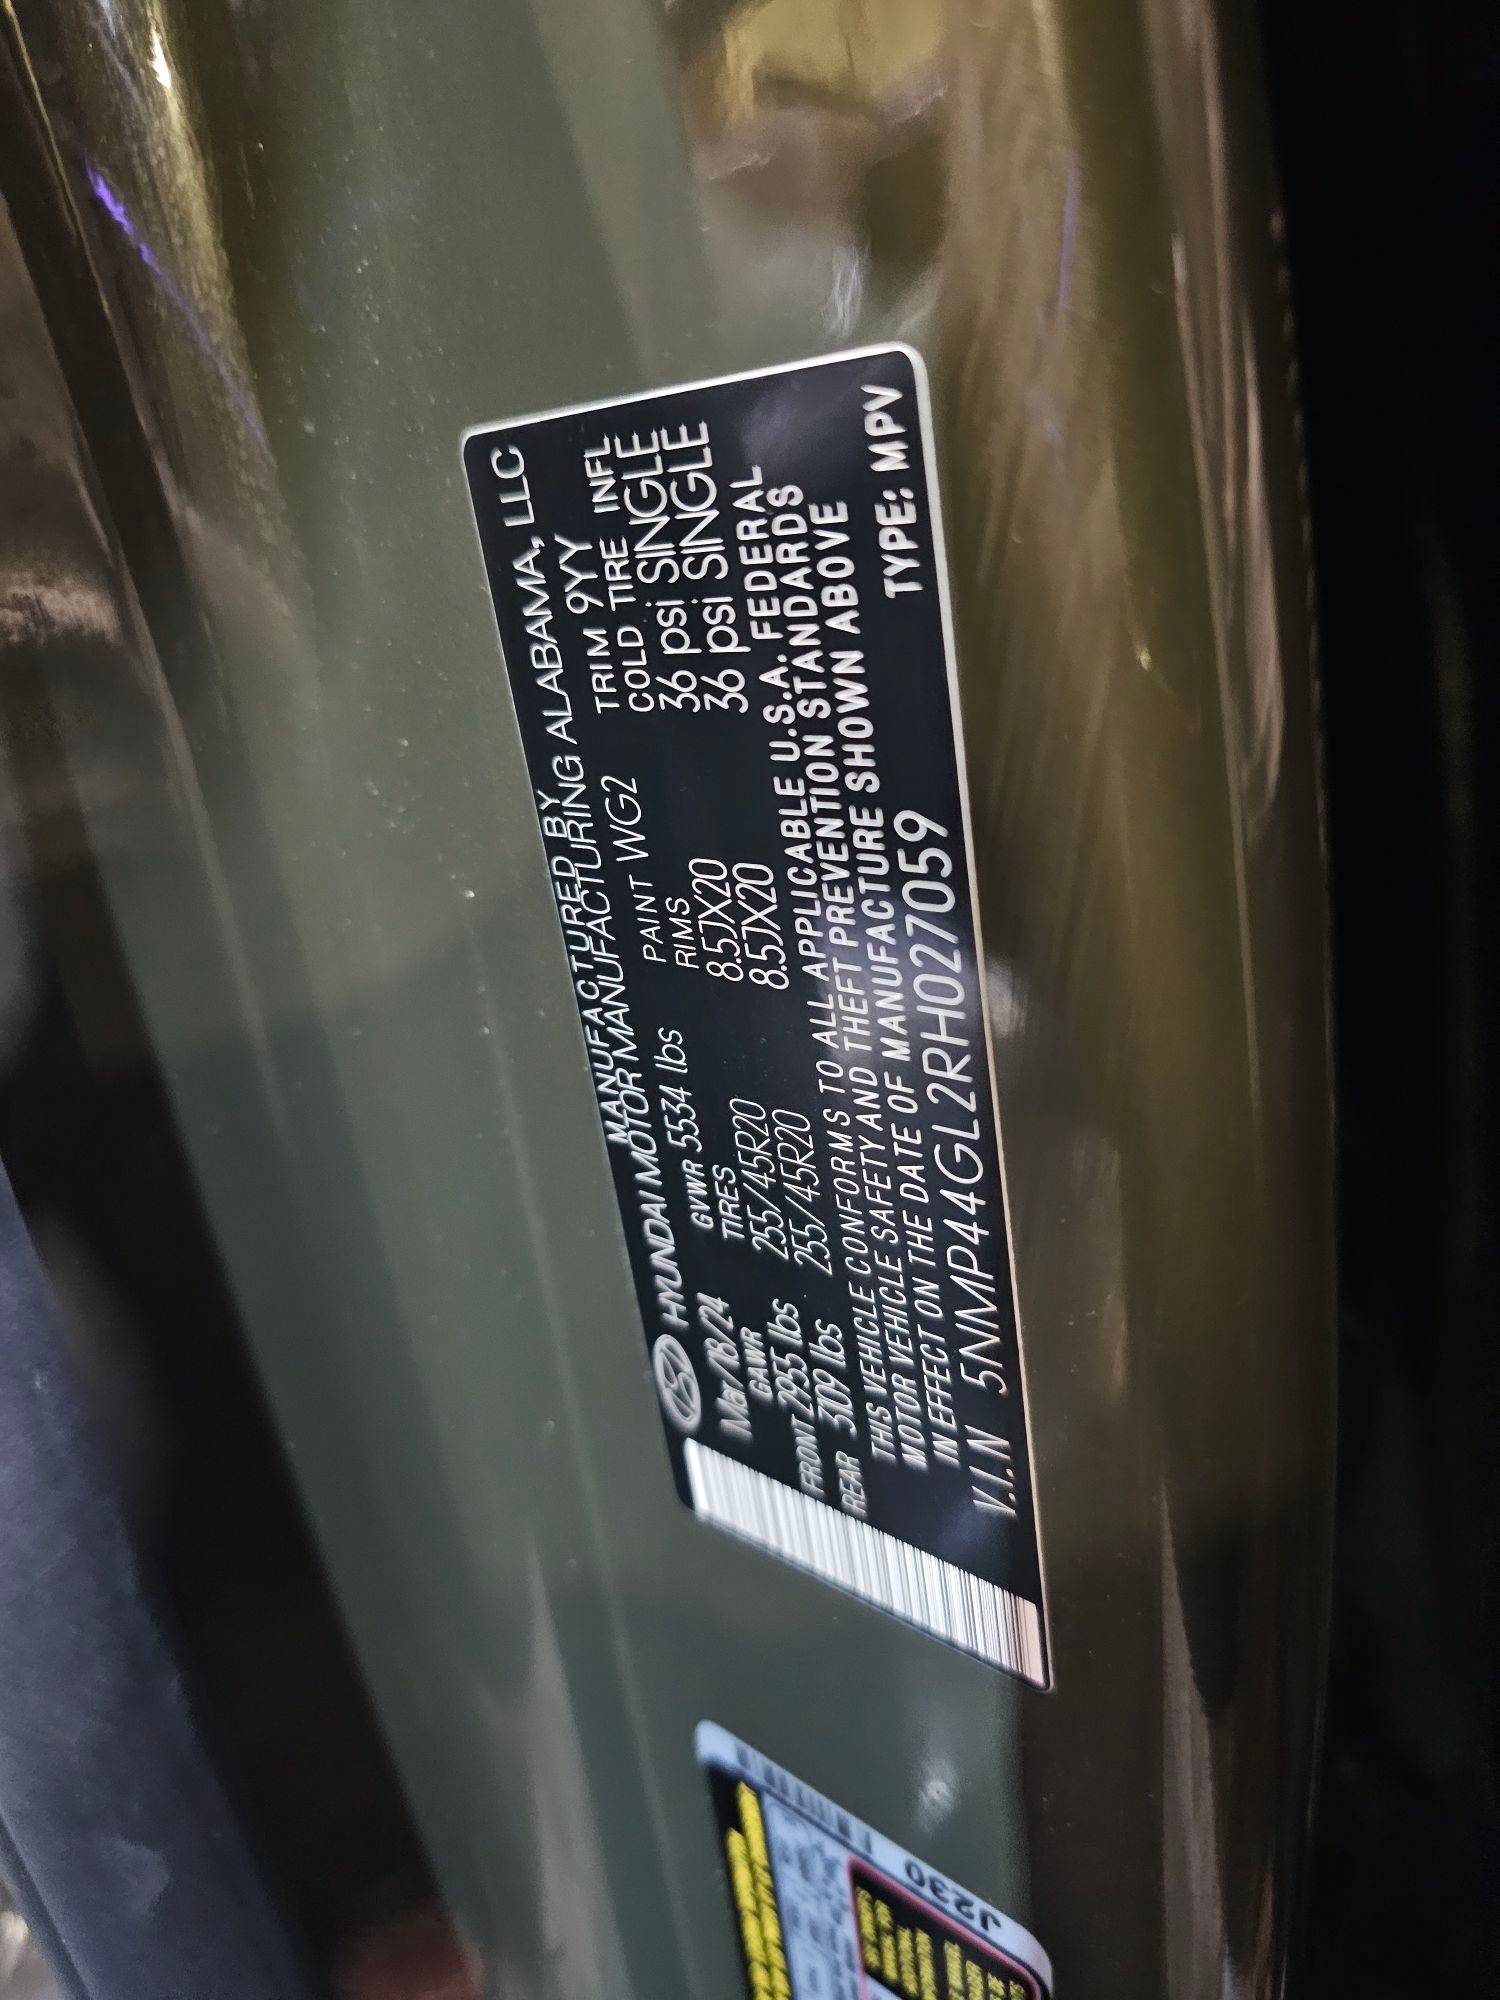 MANUFACTURED BY
HYUNDAI MOTOR MANUFACTURING ALABAMA, LLC
Mar/18/24 GVWR 5534 lbs PAINT WG2 TRIM 9YY
GAWR TIRES RIMS COLD TIRE INFL
FRONT 2955 lbs 255/45R20 8.5JX20 36 psi SINGLE
REAR 3109 lbs 255/45R20 8.5JX20 36 psi SINGLE
THIS VEHICLE CONFORMS TO ALL APPLICABLE U.S.A. FEDERAL
MOTOR VEHICLE SAFETY AND THEFT PREVENTION STANDARDS
IN EFFECT ON THE DATE OF MANUFACTURE SHOWN ABOVE
V.I.N 5NMP44GL2RH027059 TYPE: MPV
J230